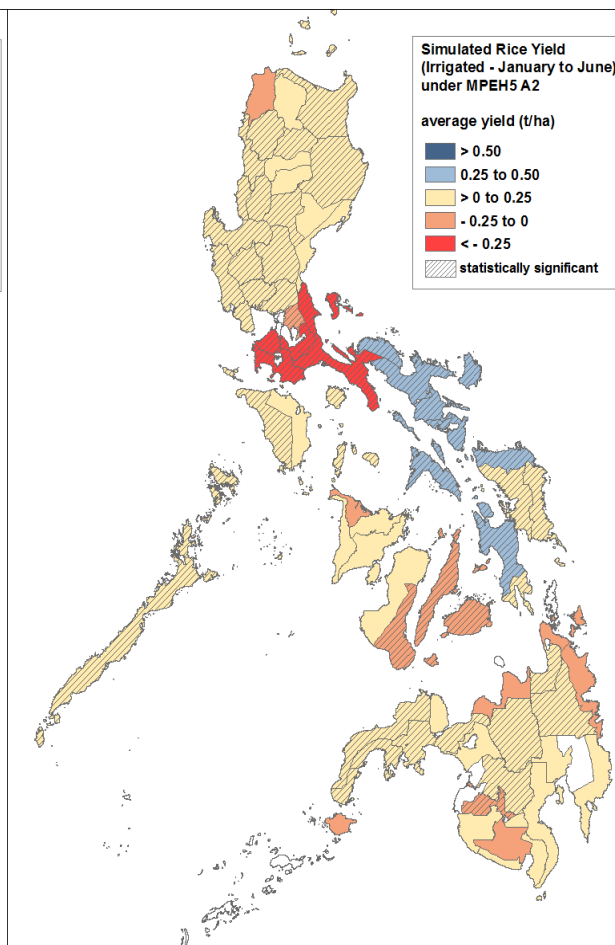 Simulated Rice Yield
(Irrigated - January to June)
under MPEH5 A2
average yield (t/ha)
> 0.50
0.25 to 0.50
> 0 to 0.25
- 0.25 to 0
< - 0.25
statistically significant